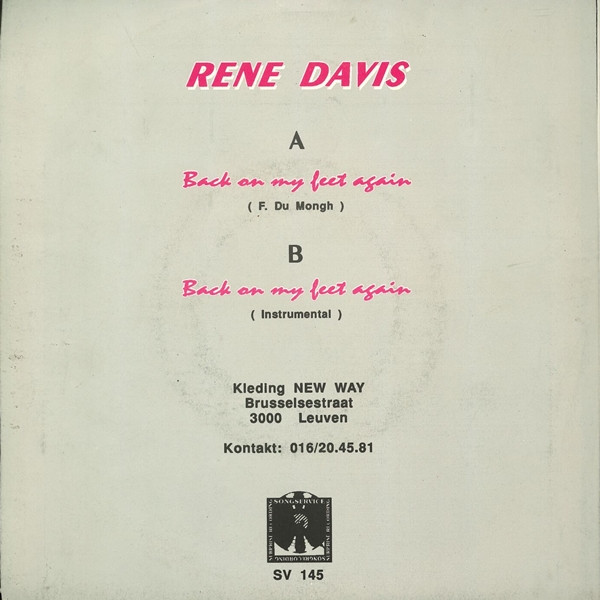 RENE DAVIS
A
Back on my feet again
( F. Du Mongh )
B
Back on my feet again
( Instrumental )
Kleding NEW WAY
Brusselsestraat
3000 Leuven
Kontakt: 016/20.45.81
SONGSERVICE
SV 145